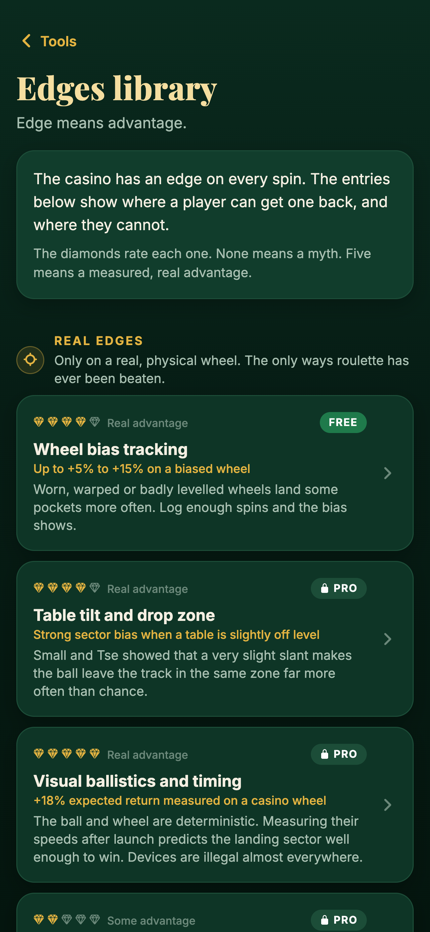 Tools
Edges library
Edge means advantage.
The casino has an edge on every spin. The entries
below show where a player can get one back, and
where they cannot.
The diamonds rate each one. None means a myth. Five
means a measured, real advantage.
REAL EDGES
Only on a real, physical wheel. The only ways roulette has
ever been beaten.
Real advantage
FREE
Wheel bias tracking
Up to +5% to +15% on a biased wheel
Worn, warped or badly levelled wheels land some
pockets more often. Log enough spins and the bias
shows.
Real advantage
PRO
Table tilt and drop zone
Strong sector bias when a table is slightly off level
Small and Tse showed that a very slight slant makes
the ball leave the track in the same zone far more
often than chance.
Real advantage
PRO
Visual ballistics and timing
+18% expected return measured on a casino wheel
The ball and wheel are deterministic. Measuring their
speeds after launch predicts the landing sector well
enough to win. Devices are illegal almost everywhere.
Some advantage
PRO